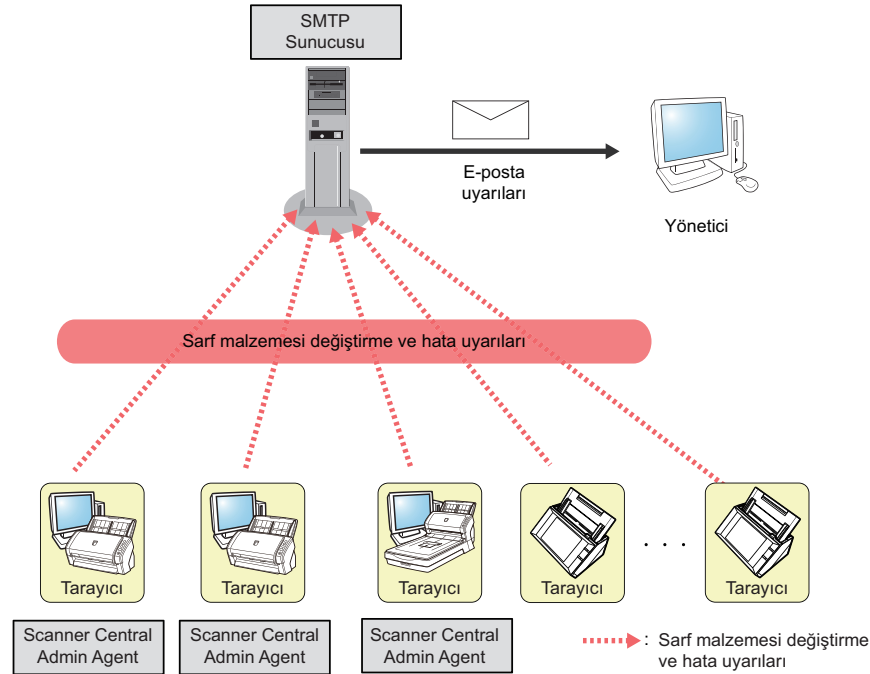 SMTP
Sunucusu
E-posta
uyarıları
Yönetici
Sarf malzemesi değiştirme ve hata uyarıları
Tarayıcı
Tarayıcı
Tarayıcı
Tarayıcı
. . .
Tarayıcı
Scanner Central
Admin Agent
Scanner Central
Admin Agent
Scanner Central
Admin Agent
: Sarf malzemesi değiştirme
ve hata uyarıları